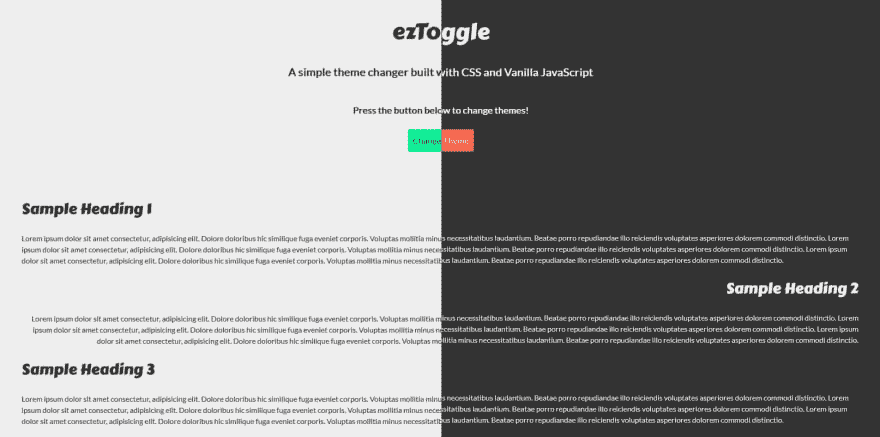 ezToggle
A simple theme changer built with CSS and Vanilla JavaScript
Press the button below to change themes!
Change Theme
Sample Heading 1
Lorem ipsum dolor sit amet consectetur, adipisicing elit. Dolore doloribus hic similique fuga eveniet corporis. Voluptas mollitia minus necessitatibus laudantium. Beatae porro repudiandae illo reiciendis voluptates asperiores dolorem commodi distinctio. Lorem
ipsum dolor sit amet consectetur, adipisicing elit. Dolore doloribus hic similique fuga eveniet corporis. Voluptas mollitia minus necessitatibus laudantium. Beatae porro repudiandae illo reiciendis voluptates asperiores dolorem commodi distinctio. Lorem ipsum
dolor sit amet consectetur, adipisicing elit. Dolore doloribus hic similique fuga eveniet corporis. Voluptas mollitia minus necessitatibus laudantium. Beatae porro repudiandae illo reiciendis voluptates asperiores dolorem commodi distinctio.
Sample Heading 2
Lorem ipsum dolor sit amet consectetur, adipisicing elit. Dolore doloribus hic similique fuga eveniet corporis. Voluptas mollitia minus necessitatibus laudantium. Beatae porro repudiandae illo reiciendis voluptates asperiores dolorem commodi distinctio. Lorem
ipsum dolor sit amet consectetur, adipisicing elit. Dolore doloribus hic similique fuga eveniet corporis. Voluptas mollitia minus necessitatibus laudantium. Beatae porro repudiandae illo reiciendis voluptates asperiores dolorem commodi distinctio. Lorem ipsum
dolor sit amet consectetur, adipisicing elit. Dolore doloribus hic similique fuga eveniet corporis. Voluptas mollitia minus necessitatibus laudantium. Beatae porro repudiandae illo reiciendis voluptates asperiores dolorem commodi distinctio.
Sample Heading 3
Lorem ipsum dolor sit amet consectetur, adipisicing elit. Dolore doloribus hic similique fuga eveniet corporis. Voluptas mollitia minus necessitatibus laudantium. Beatae porro repudiandae illo reiciendis voluptates asperiores dolorem commodi distinctio. Lorem
ipsum dolor sit amet consectetur, adipisicing elit. Dolore doloribus hic similique fuga eveniet corporis. Voluptas mollitia minus necessitatibus laudantium. Beatae porro repudiandae illo reiciendis voluptates asperiores dolorem commodi distinctio. Lorem ipsum
dolor sit amet consectetur, adipisicing elit. Dolore doloribus hic similique fuga eveniet corporis. Voluptas mollitia minus necessitatibus laudantium. Beatae porro repudiandae illo reiciendis voluptates asperiores dolorem commodi distinctio.